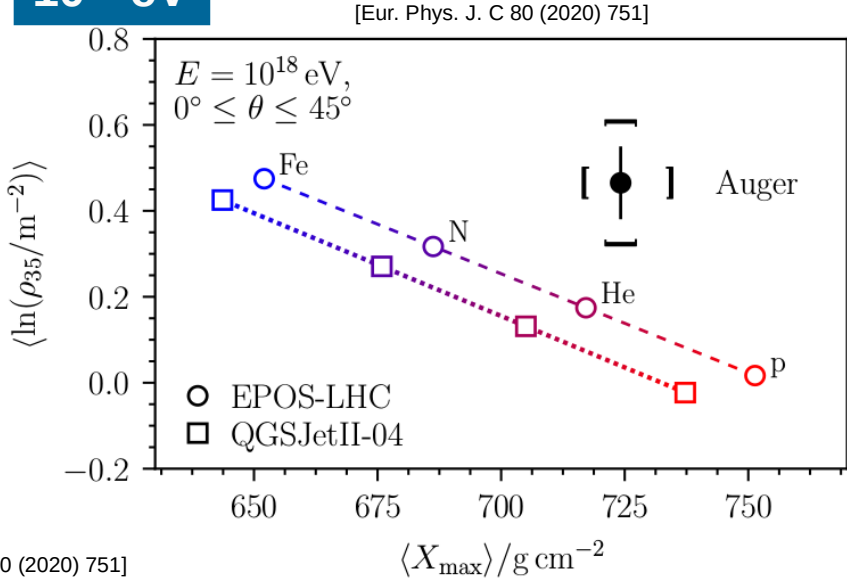 [Eur. Phys. J. C 80 (2020) 751]
0.8
0.6
0.4
0.2
0.0
−0.2
⟨ln(ρ₃₅/m⁻²)⟩
E = 10¹⁸ eV,
0° ≤ θ ≤ 45°
Fe
N
He
p
Auger
EPOS-LHC
QGSJetII-04
650 675 700 725 750
⟨Xₘₐₓ⟩/g cm⁻²
0 (2020) 751]